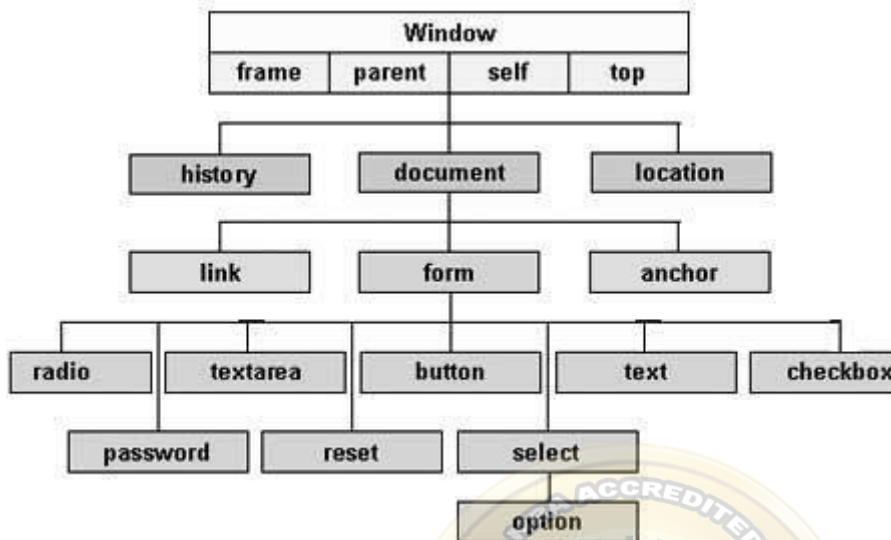 Window
frame parent self top
history document location
link form anchor
radio textarea button text checkbox
password reset select
option
ACCREDITED